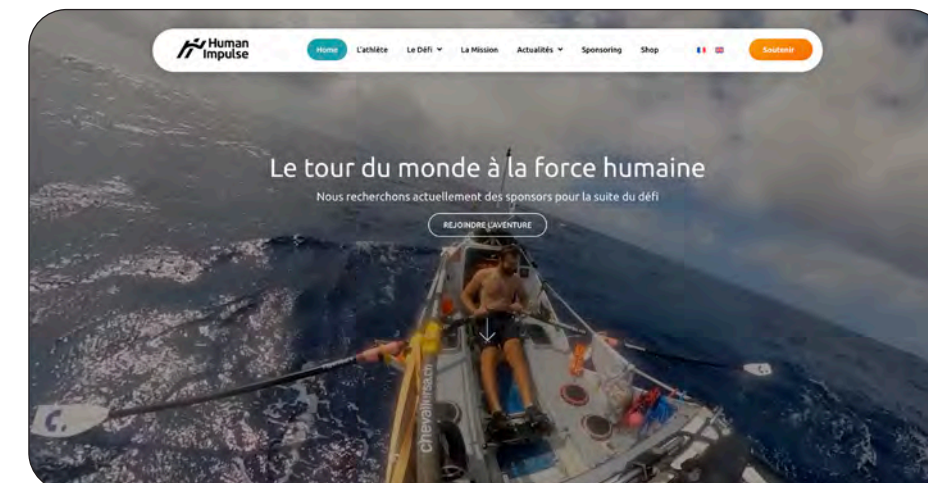 Human
Impulse
Home L'athlète Le Défi La Mission Actualités Sponsoring Shop Soutenir
Le tour du monde à la force humaine
Nous recherchons actuellement des sponsors pour la suite du défi
REJOINDRE L'AVENTURE
chevalleyrsa.ch